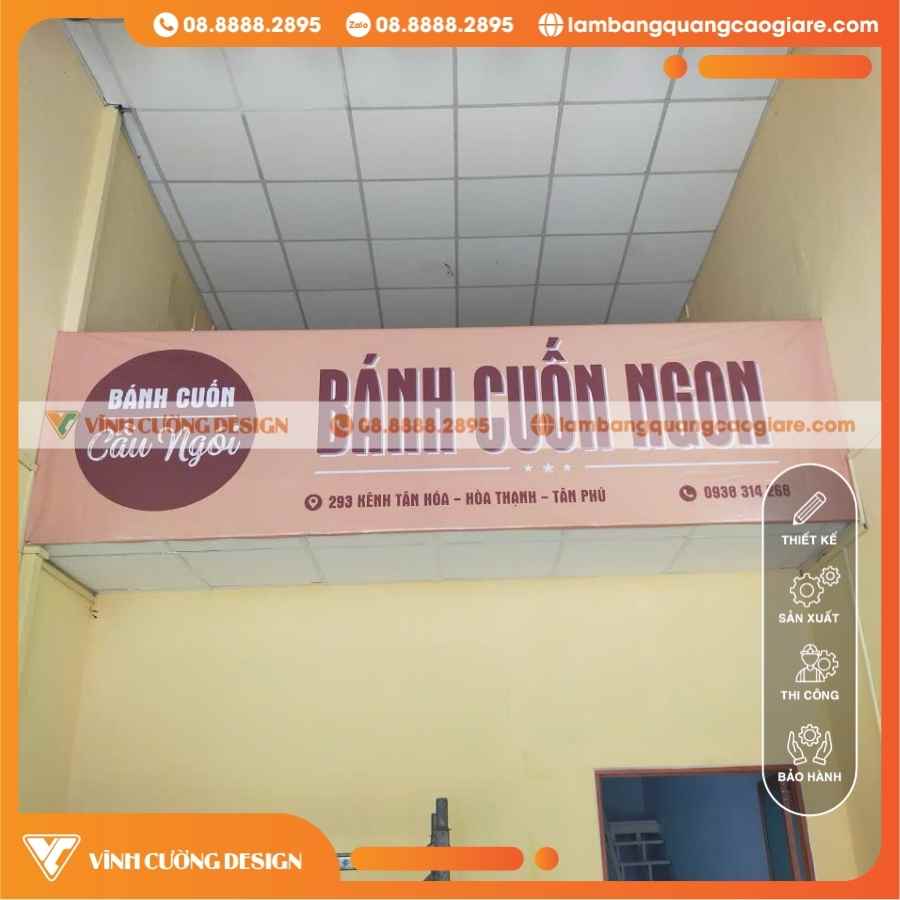 08.8888.2895 Zalo 08.8888.2895 lambangquangcaogiare.com
BÁNH CUỐN NGON
BÁNH CUỐN
VĨNH CƯỜNG DESIGN 08.8888.2895 lambangquangcaogiare.com
Cầu Ngói
293 KÊNH TÂN HÓA - HÒA THẠNH - TÂN PHÚ 0938 314 268
THIẾT KẾ
SẢN XUẤT
THI CÔNG
BẢO HÀNH
VĨNH CƯỜNG DESIGN